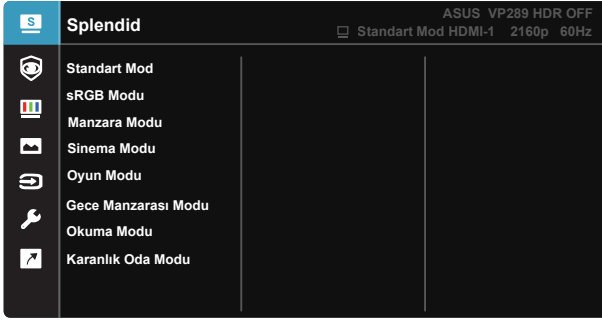 S
Splendid
ASUS VP289 HDR OFF
Standart Mod HDMI-1 2160p 60Hz
Standart Mod
sRGB Modu
Manzara Modu
Sinema Modu
Oyun Modu
Gece Manzarası Modu
Okuma Modu
Karanlık Oda Modu